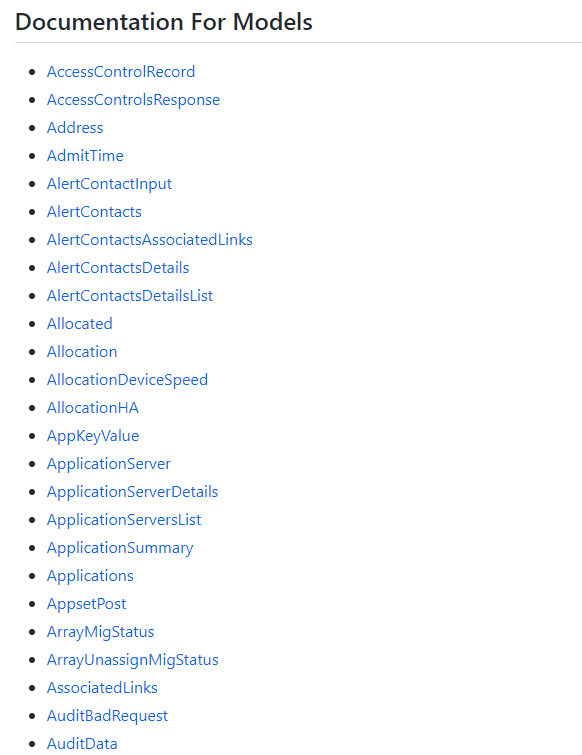 Documentation For Models
AccessControlRecord
AccessControlsResponse
Address
AdmitTime
AlertContactInput
AlertContacts
AlertContactsAssociatedLinks
AlertContactsDetails
AlertContactsDetailsList
Allocated
Allocation
AllocationDeviceSpeed
AllocationHA
AppKeyValue
ApplicationServer
ApplicationServerDetails
ApplicationServersList
ApplicationSummary
Applications
AppsetPost
ArrayMigStatus
ArrayUnassignMigStatus
AssociatedLinks
AuditBadRequest
AuditData